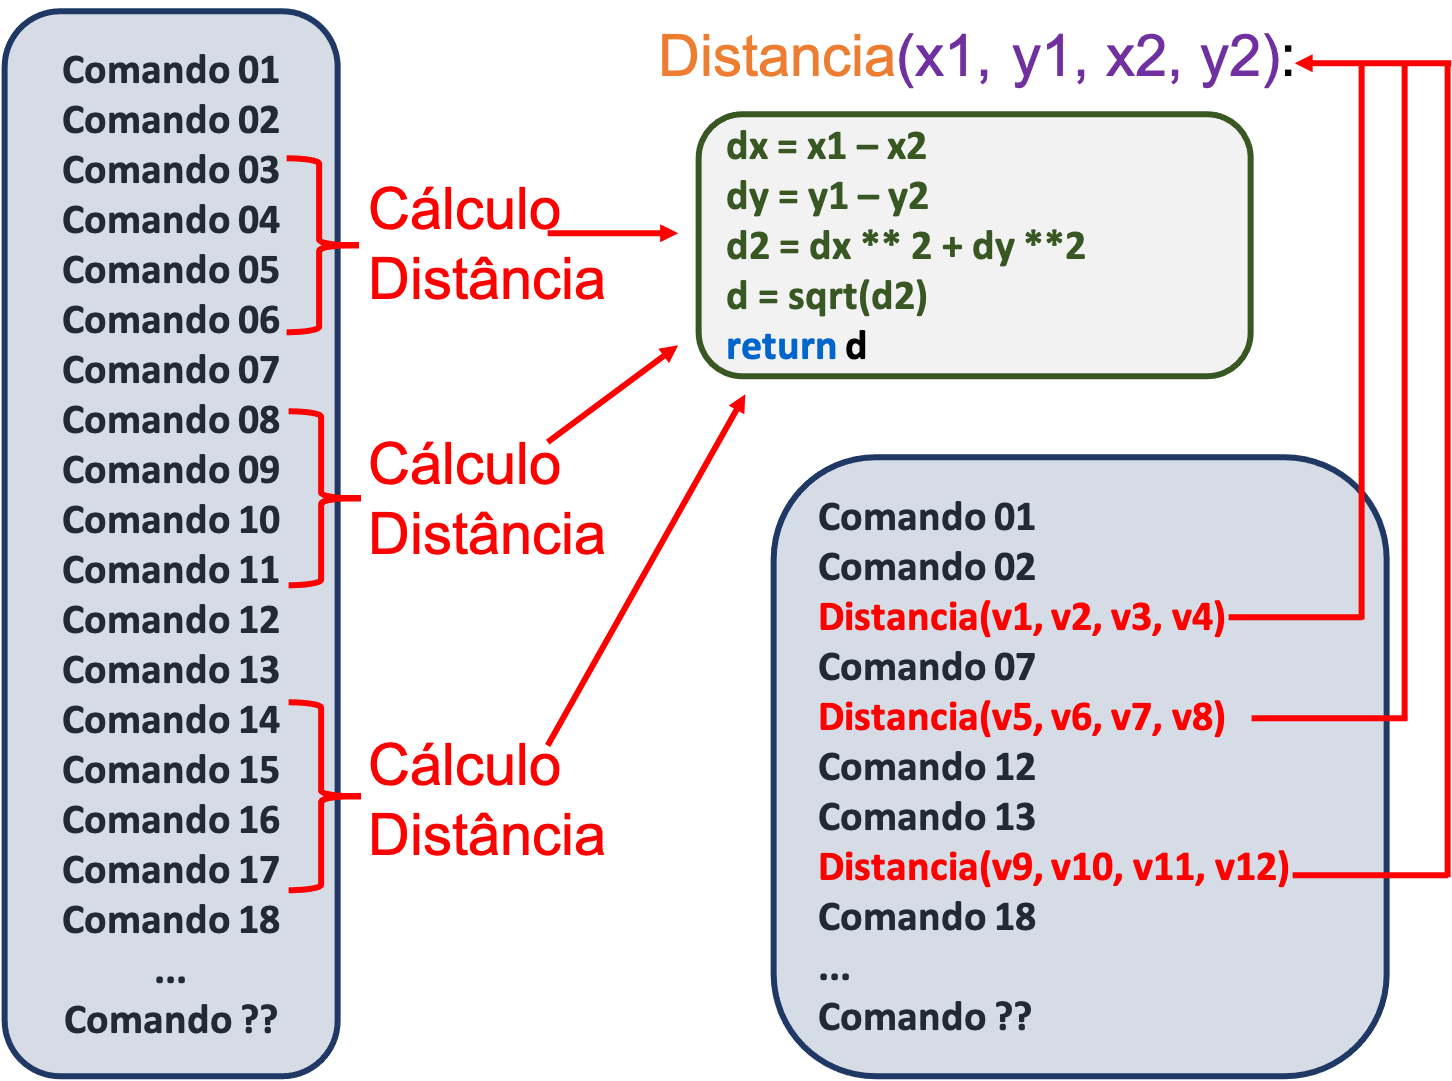 Comando 01
Comando 02
Comando 03
Comando 04
Comando 05
Comando 06
Comando 07
Comando 08
Comando 09
Comando 10
Comando 11
Comando 12
Comando 13
Comando 14
Comando 15
Comando 16
Comando 17
Comando 18
...
Comando ??
Cálculo
Distância
Cálculo
Distância
Cálculo
Distância
Distancia(x1, y1, x2, y2):
dx = x1 – x2
dy = y1 – y2
d2 = dx ** 2 + dy **2
d = sqrt(d2)
return d
Comando 01
Comando 02
Distancia(v1, v2, v3, v4)
Comando 07
Distancia(v5, v6, v7, v8)
Comando 12
Comando 13
Distancia(v9, v10, v11, v12)
Comando 18
...
Comando ??